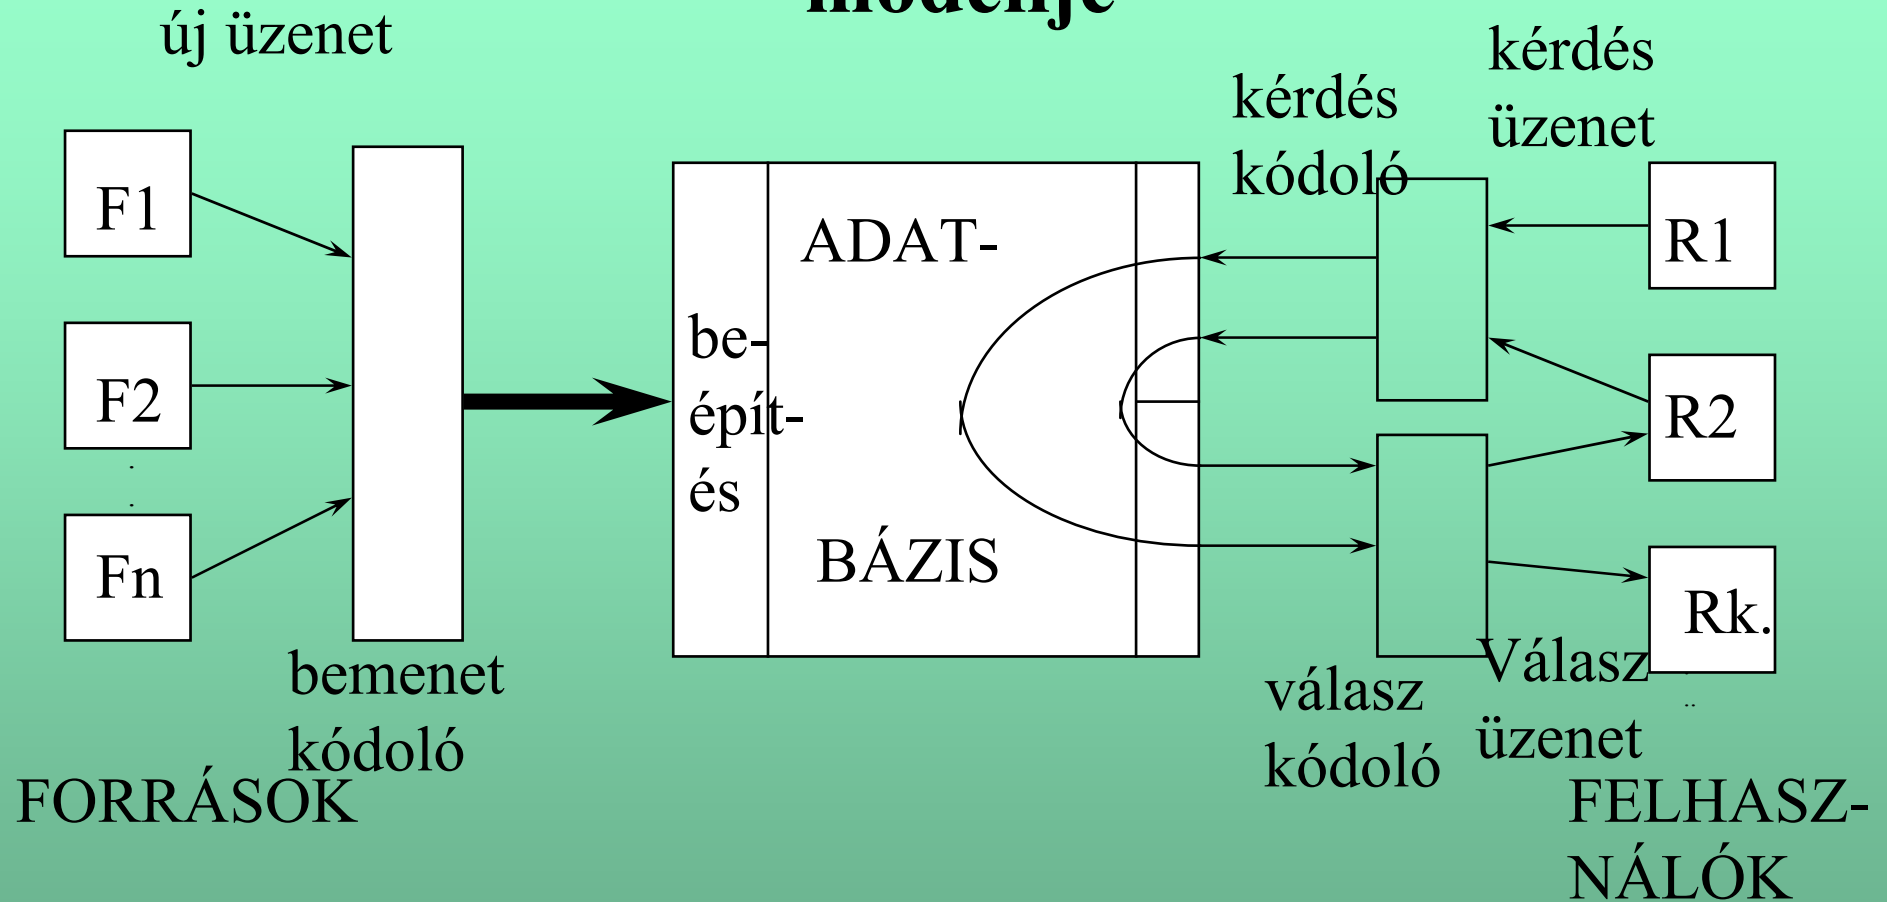 új üzenet
kérdés
üzenet
kérdés
kódoló
F1
F2
Fn
ADAT-
BÁZIS
be-
épít-
és
R1
R2
Rk.
bemenet
kódoló
válasz
kódoló
Válasz
üzenet
FORRÁSOK
FELHASZ-
NÁLÓK